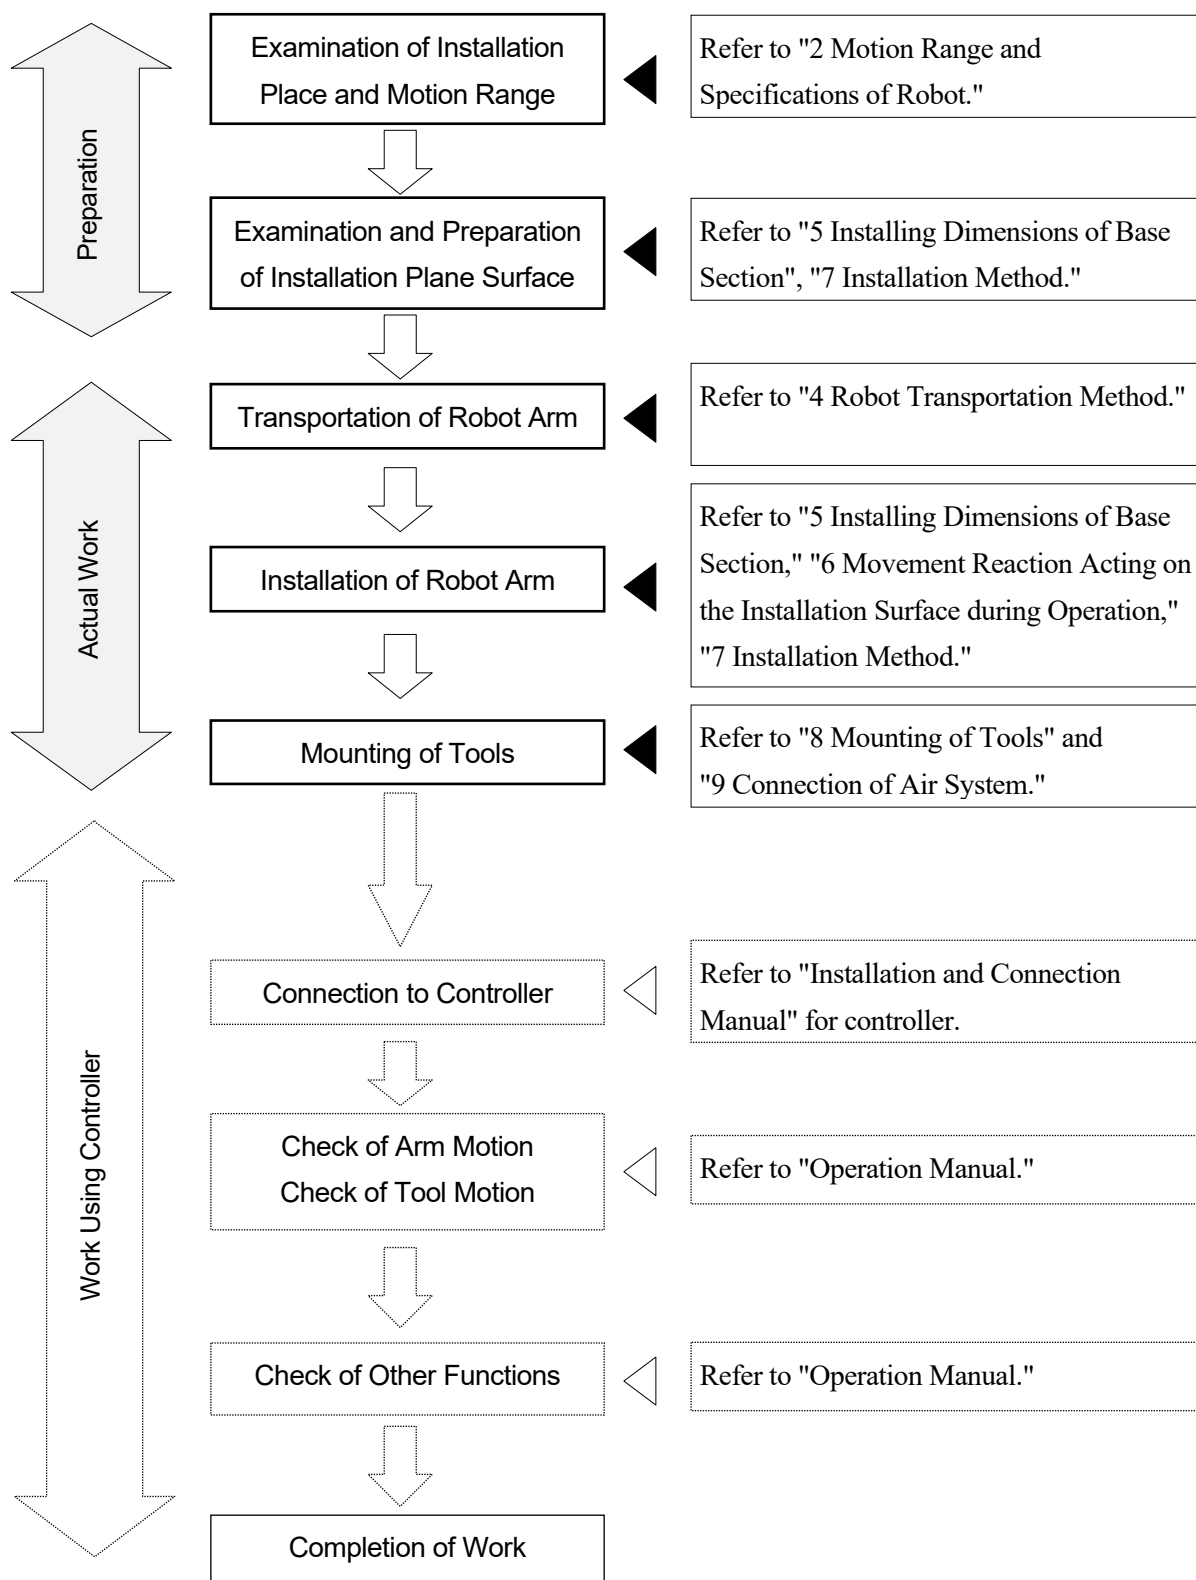 Preparation
Examination of Installation
Place and Motion Range
Refer to "2 Motion Range and
Specifications of Robot."
Examination and Preparation
of Installation Plane Surface
Refer to "5 Installing Dimensions of Base
Section", "7 Installation Method."
Actual Work
Transportation of Robot Arm
Refer to "4 Robot Transportation Method."
Installation of Robot Arm
Refer to "5 Installing Dimensions of Base
Section," "6 Movement Reaction Acting on
the Installation Surface during Operation,"
"7 Installation Method."
Mounting of Tools
Refer to "8 Mounting of Tools" and
"9 Connection of Air System."
Work Using Controller
Connection to Controller
Refer to "Installation and Connection
Manual" for controller.
Check of Arm Motion
Check of Tool Motion
Refer to "Operation Manual."
Check of Other Functions
Refer to "Operation Manual."
Completion of Work